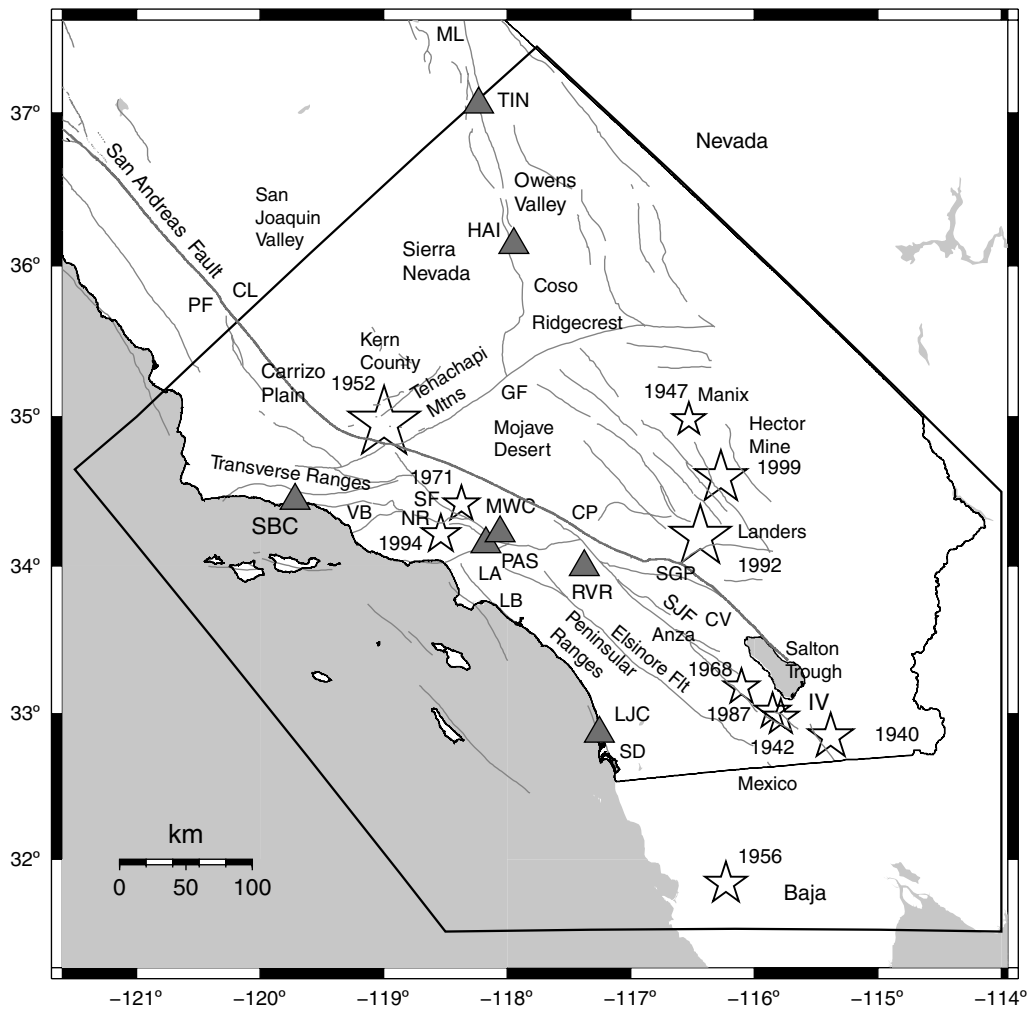 ML
TIN
37°
Nevada
San Andreas Fault
San
Joaquin
Valley
Owens
Valley
HAI
Sierra
Nevada
36°
CL
PF
Coso
Ridgecrest
Kern
County
Carrizo
Plain
1952
Tehachapi
Mtns
GF
1947
Manix
35°
Mojave
Desert
Hector
Mine
1999
Transverse Ranges
1971
SF
MWC
SBC
VB
NR
1994
CP
Landers
1992
34°
PAS
LA
RVR
SGP
LB
SJF
CV
Anza
Peninsular
Ranges
Elsinore Flt
Salton
Trough
1968
IV
33°
LJC
1987
1940
SD
1942
Mexico
km
0 50 100
32°
1956
Baja
−121° −120° −119° −118° −117° −116° −115° −114°